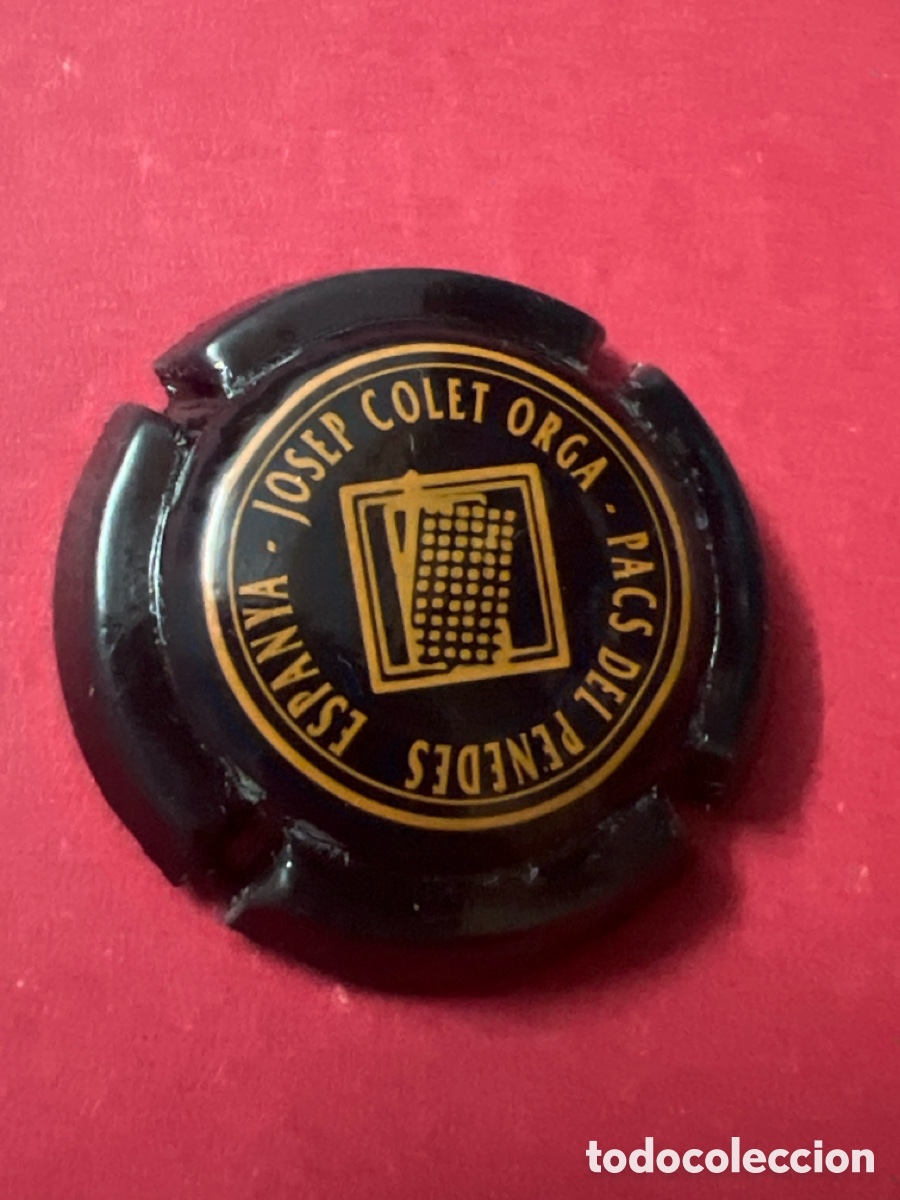 JOSEP COLET ORGA - PACS DEL PENEDES ESPANYA -
todocoleccion